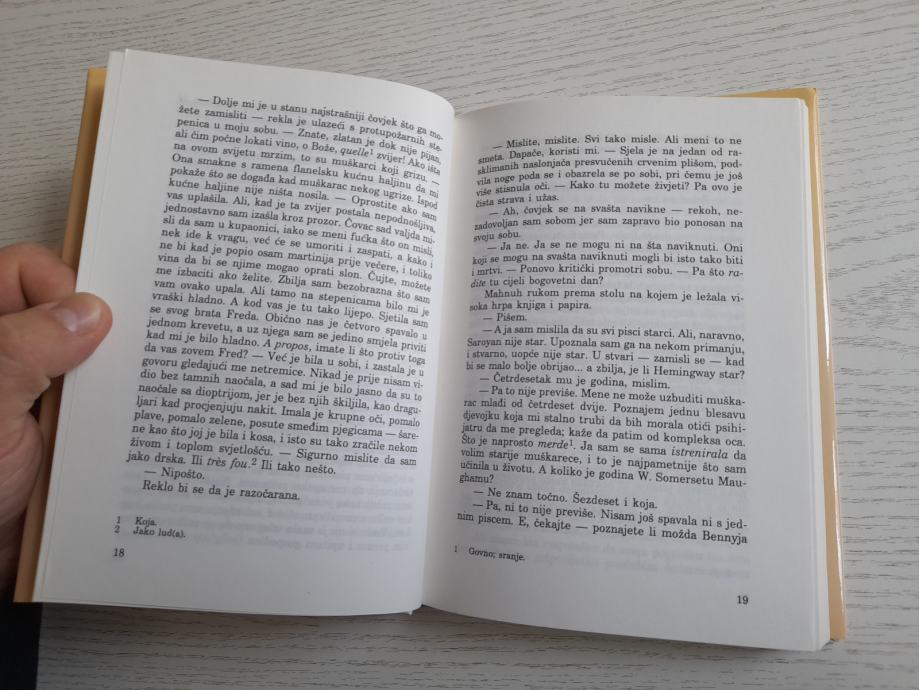 — Dolje mi je u stanu najstrašniji čovjek što ga mo-
žete zamisliti — rekla je ulazeći s protupožarnih ste-
penica u moju sobu. — Znate, zlatan je dok nije pijan,
ali čim počne lokati vino, o Bože, quelle1 zvijer! Ako išta
na ovom svijetu mrzim, to su muškarci koji grizu. —
Ona smakne s ramena flanelsku kućnu haljinu da mi
pokaže što se događa kad muškarac nekog ugrize. Ispod
kućne haljine nije ništa nosila. — Oprostite ako sam
vas uplašila. Ali, kad je ta zvijer postala nepodnošljiva,
jednostavno sam izašla kroz prozor. Čovac sad valjda mi-
sli da sam u kupaonici, iako se meni fućka što on misli,
nek ide k vragu, već će se umoriti i zaspati, a kako i
ne bi kad je popio osam martinija prije večere, i toliko
vina da bi se njime mogao oprati slon. Čujte, možete
me izbaciti ako želite. Zbilja sam bezobrazna što sam
vam ovako upala. Ali tamo na stepenicama bilo mi je
vraški hladno. A kod vas je tu tako lijepo. Sjetila sam
se svog brata Freda. Obično nas je četvero spavalo u
jednom krevetu, a uz njega sam se jedino smjela priviti
kad mi je bilo hladno. A propos, imate li što protiv toga
da vas zovem Fred? — Već je bila u sobi, i zastala je u
govoru gledajući me netremice. Nikad je prije nisam vi-
dio bez tamnih naočala, a sad mi je bilo jasno da su to
naočale sa dioptrijom, jer je bez njih škiljila, kao dragu-
ljari kad procjenjuju nakit. Imala je krupne oči, pomalo
plave, pomalo zelene, posute smeđim pjegicama — šare-
ne kao što joj je bila i kosa, i isto su tako zračile nekom
živom i toplom svjetlošću. — Sigurno mislite da sam
jako drska. Ili très fou.2 Ili tako nešto.
— Nipošto.
Reklo bi se da je razočarana.
1 Koja.
2 Jako lud(a).
18
— Mislite, mislite. Svi tako misle. Ali meni to ne
smeta. Dapače, koristi mi. — Sjela je na jedan od ra-
sklimanih naslonjača presvučenih crvenim plišom, pod-
vila noge poda se i obazrela se po sobi, pri čemu je još
više stisnula oči. — Kako tu možete živjeti? Pa ovo je
čista strava i užas.
— Ah, čovjek se na svašta navikne — rekoh, ne-
zadovoljan sam sobom jer sam zapravo bio ponosan na
svoju sobu.
— Ja ne. Ja se ne mogu ni na šta naviknuti. Oni
koji se mogu na svašta naviknuti mogli bi isto tako biti
i mrtvi. — Ponovo kritički promotri sobu. — Pa što ra-
dite tu cijeli bogovetni dan?
Mahnuh rukom prema stolu na kojem je ležala vi-
soka hrpa knjiga i papira.
— Pišem.
— A ja sam mislila da su svi pisci starci. Ali, naravno,
Saroyan nije star. Upoznala sam ga na nekom primanju,
i stvarno, uopće nije star. U stvari — zamisli se — kad
bi se malo bolje obrijao... a zbilja, je li Hemingway star?
— Četrdesetak mu je godina, mislim.
— Pa to nije previše. Mene ne može uzbuditi muška-
rac mlađi od četrdeset dvije. Poznajem jednu blesavu
djevojku koja mi stalno trubi da bih morala otići psihi-
jatru da me pregleda; kaže da patim od kompleksa oca.
Što je naprosto merde1. Ja sam se sama istrenirala da
volim starije muškarece, i to je najpametnije što sam
učinila u životu. A koliko je godina W. Somersetu Mau-
ghamu?
— Ne znam točno. Šezdeset i koja.
— Pa, ni to nije previše. Nisam još spavala ni s jed-
nim piscem. E, čekajte — poznajete li možda Bennyja
1 Govno; sranje.
19